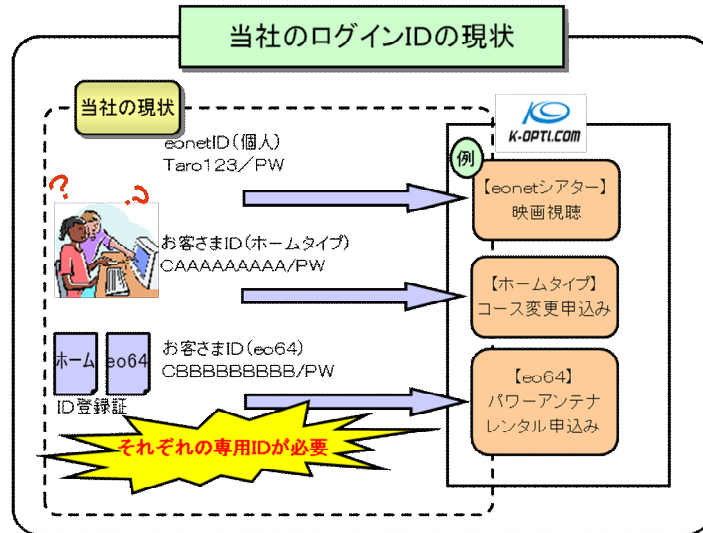 当社のログインIDの現状
当社の現状
K-OPTI.COM
eonetID(個人)
Taro123/PW
例
【eonetシアター】
映画視聴
?
?
お客さまID(ホームタイプ)
CAAAAAAAAA/PW
【ホームタイプ】
コース変更申込み
ホーム
eo64
ID登録証
お客さまID(eo64)
CBBBBBBBBB/PW
【eo64】
パワーアンテナ
レンタル申込み
それぞれの専用IDが必要